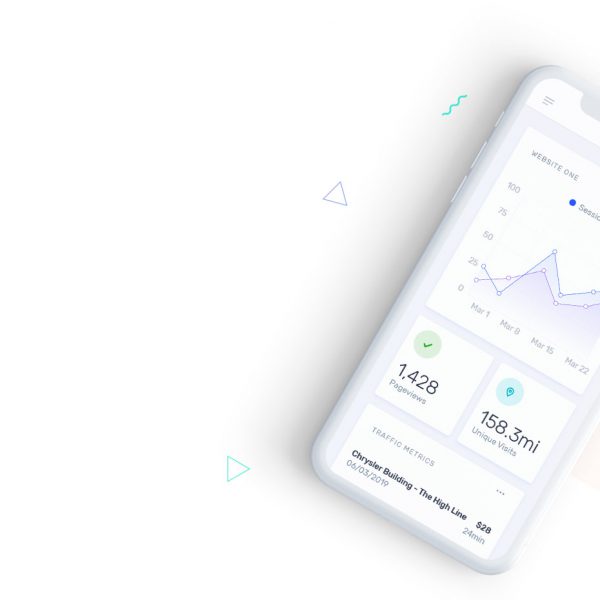 WEBSITE ONE
100
75
50
25
0
Mar 1 Mar 8 Mar 15 Mar 22
1,428
Pageviews
158.3mi
Unique Visits
TRAFFIC METRICS
Chrysler Building - The High Line $28
06/03/2019 24min